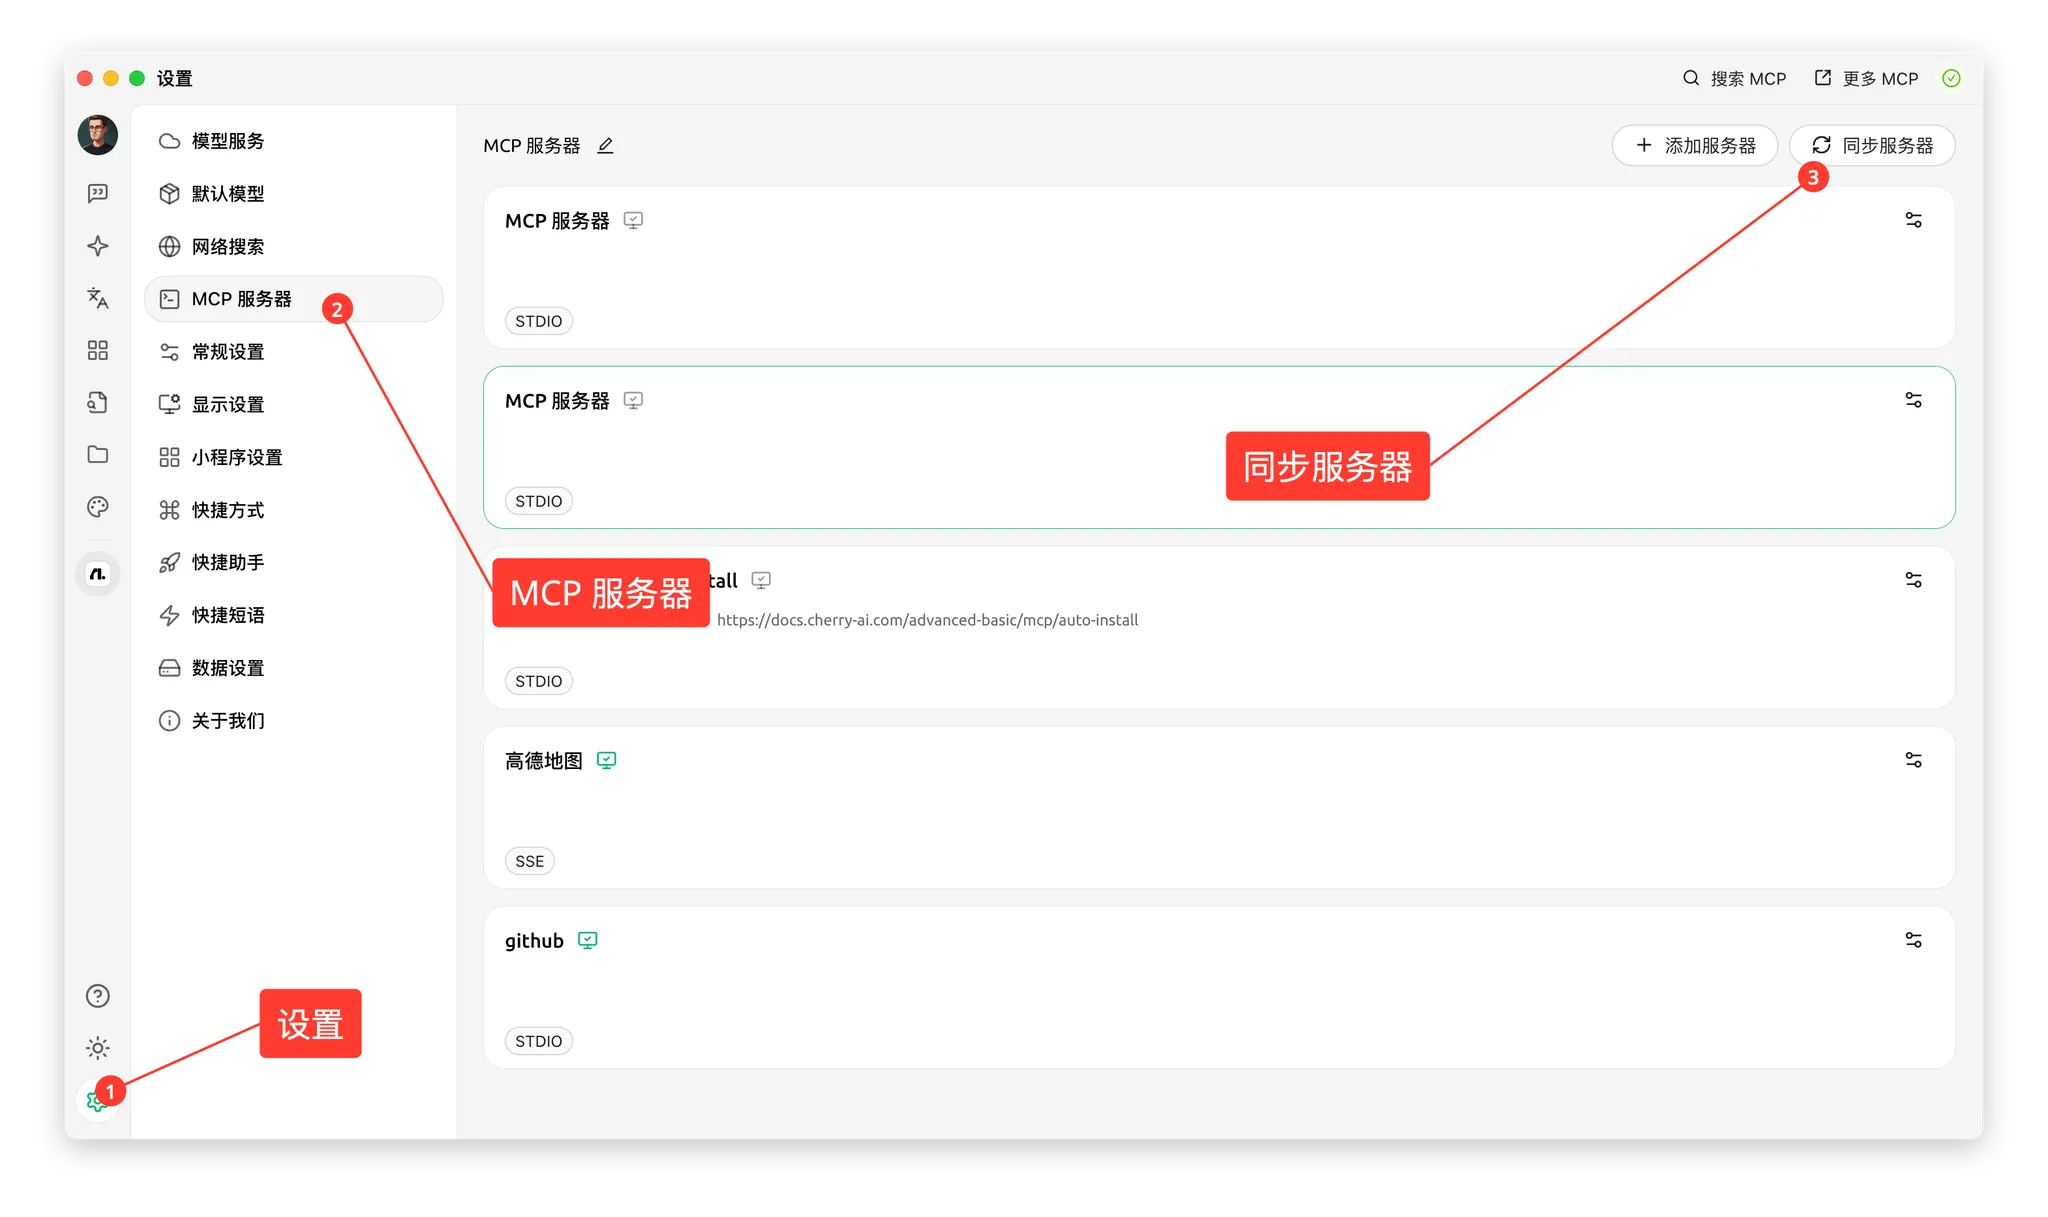 设置
搜索 MCP
更多 MCP
模型服务
默认模型
网络搜索
MCP 服务器
2
常规设置
显示设置
小程序设置
快捷方式
快捷助手
快捷短语
数据设置
关于我们
设置
1
MCP 服务器
添加服务器
同步服务器
3
MCP 服务器
STDIO
MCP 服务器
同步服务器
STDIO
MCP 服务器
tall
https://docs.cherry-ai.com/advanced-basic/mcp/auto-install
STDIO
高德地图
SSE
github
STDIO